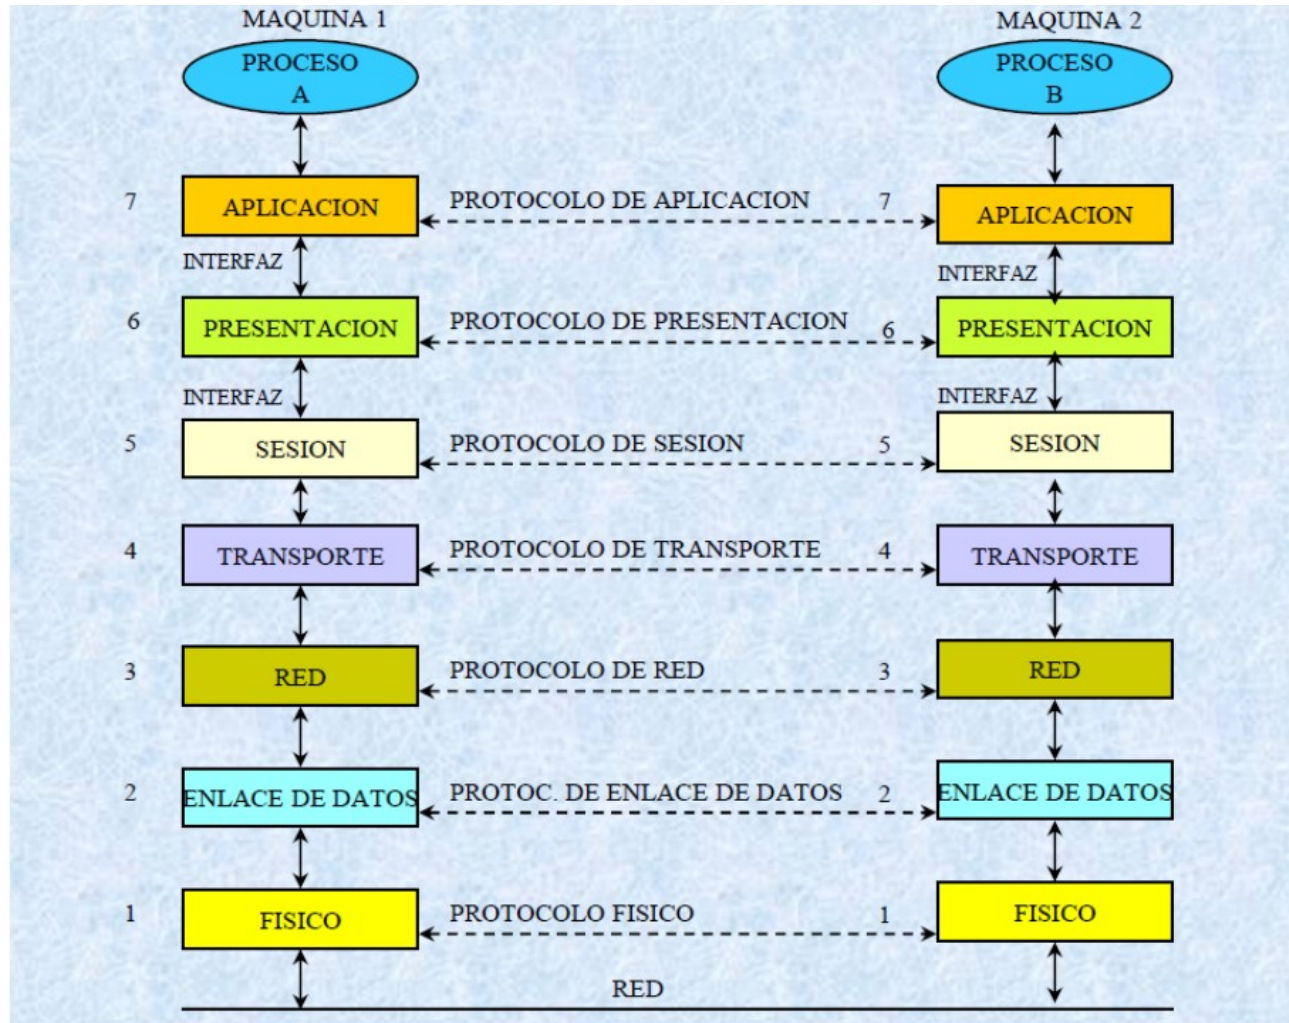 MAQUINA 1
MAQUINA 2
PROCESO
A
PROCESO
B
7
APLICACION
PROTOCOLO DE APLICACION
7
APLICACION
INTERFAZ
INTERFAZ
6
PRESENTACION
PROTOCOLO DE PRESENTACION
6
PRESENTACION
INTERFAZ
INTERFAZ
5
SESION
PROTOCOLO DE SESION
5
SESION
4
TRANSPORTE
PROTOCOLO DE TRANSPORTE
4
TRANSPORTE
3
RED
PROTOCOLO DE RED
3
RED
2
ENLACE DE DATOS
PROTOC. DE ENLACE DE DATOS
2
ENLACE DE DATOS
1
FISICO
PROTOCOLO FISICO
1
FISICO
RED